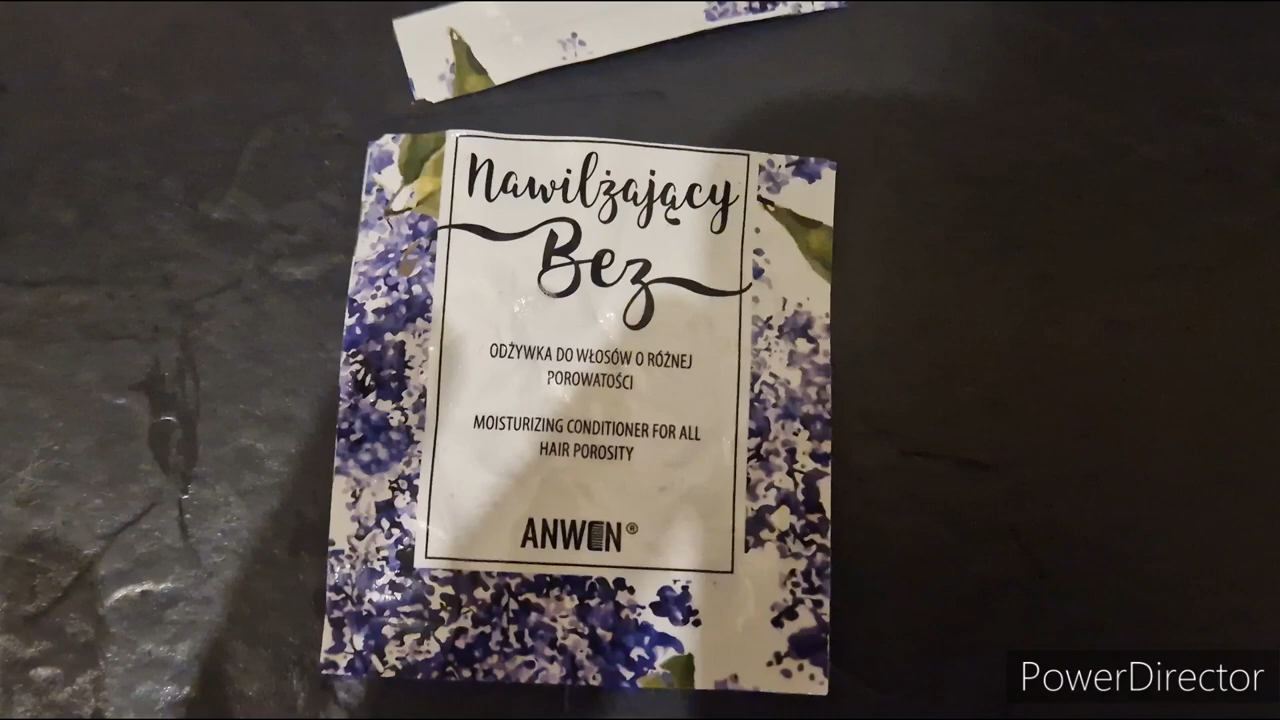 Nawilżający
Bez
ODŻYWKA DO WŁOSÓW O RÓŻNEJ
POROWATOŚCI
MOISTURIZING CONDITIONER FOR ALL
HAIR POROSITY
ANWEN®
PowerDirector